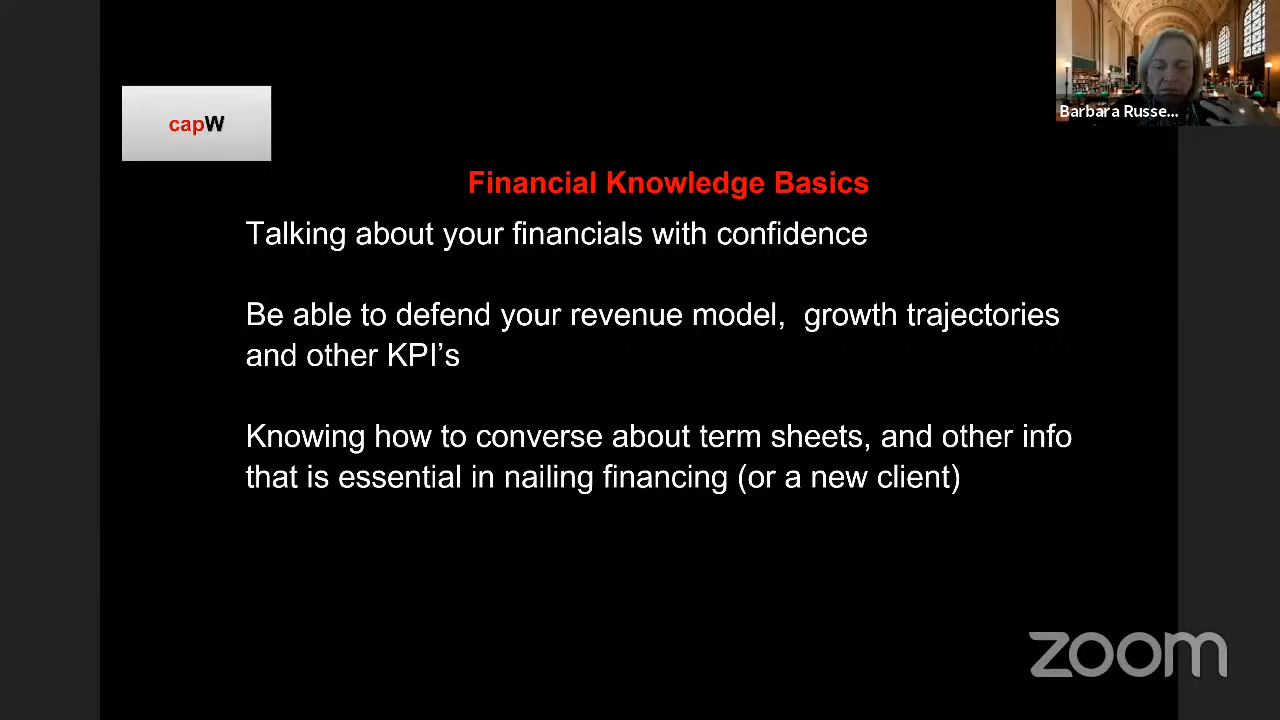 Barbara Russe...
capW
Financial Knowledge Basics
Talking about your financials with confidence
Be able to defend your revenue model,  growth trajectories
and other KPI’s
Knowing how to converse about term sheets, and other info
that is essential in nailing financing (or a new client)
zoom